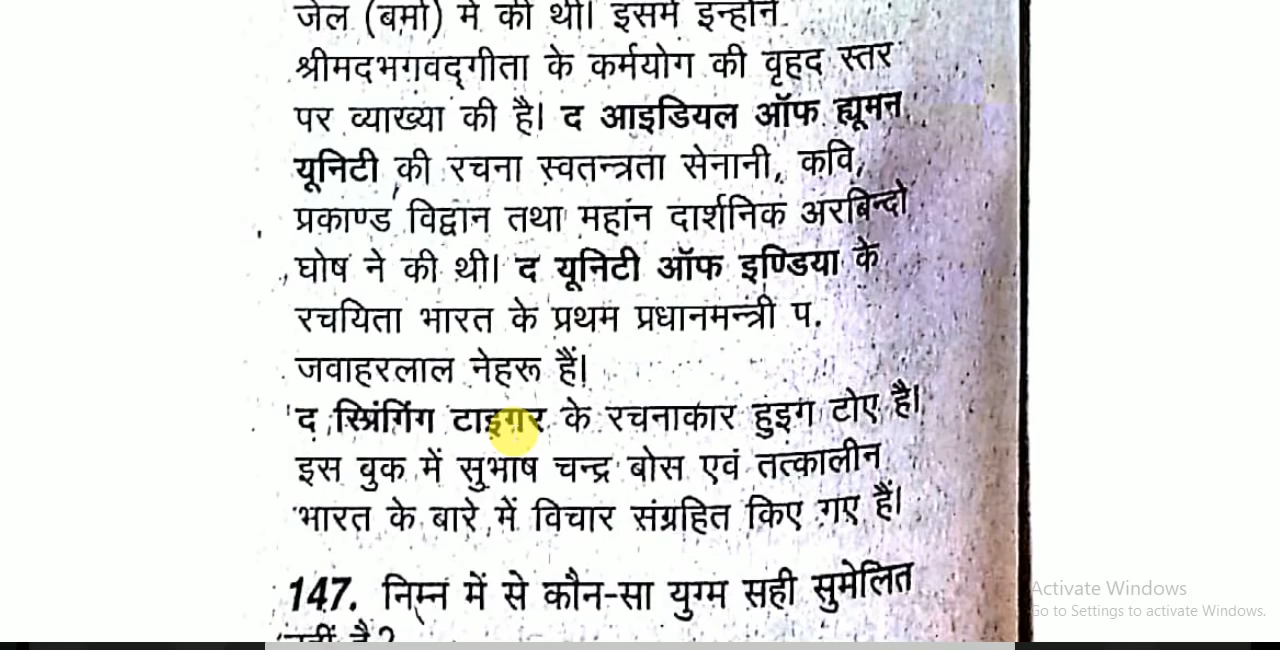 जेल (बर्मा) में की थी। इसमें इन्होंने
श्रीमदभगवद्गीता के कर्मयोग की वृहद स्तर
पर व्याख्या की है। द आइडियल ऑफ ह्यूमन
यूनिटी की रचना स्वतन्त्रता सेनानी, कवि,
प्रकाण्ड विद्वान तथा महान दार्शनिक अरबिन्दो
घोष ने की थी। द यूनिटी ऑफ इण्डिया के
रचयिता भारत के प्रथम प्रधानमन्त्री प.
जवाहरलाल नेहरू हैं।
द स्प्रिंगिंग टाइगर के रचनाकार हुइग टोए है।
इस बुक में सुभाष चन्द्र बोस एवं तत्कालीन
भारत के बारे में विचार संग्रहित किए गए हैं।
147. निम्न में से कौन-सा युग्म सही सुमेलित
नहीं है?
Activate Windows
Go to Settings to activate Windows.